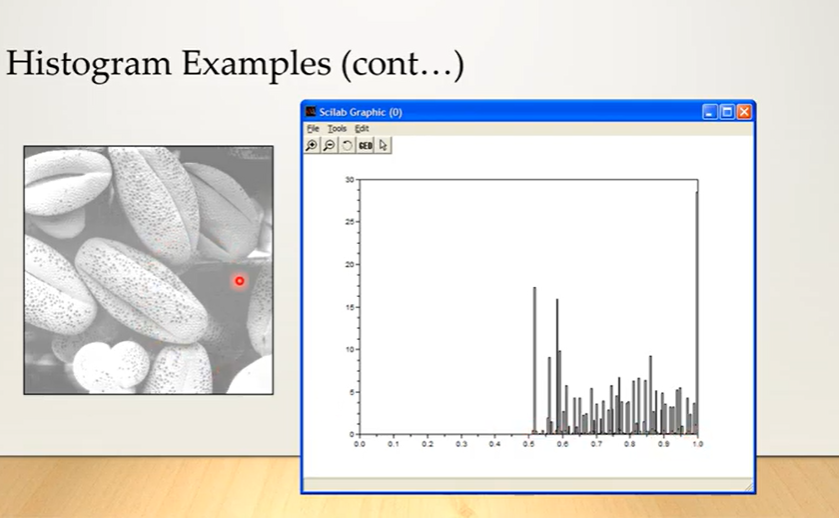 Histogram Examples (cont…)
Scilab Graphic (0)
File Tools Edit
GED
30
25
20
15
10
5
0
0.0 0.1 0.2 0.3 0.4 0.5 0.6 0.7 0.8 0.9 1.0